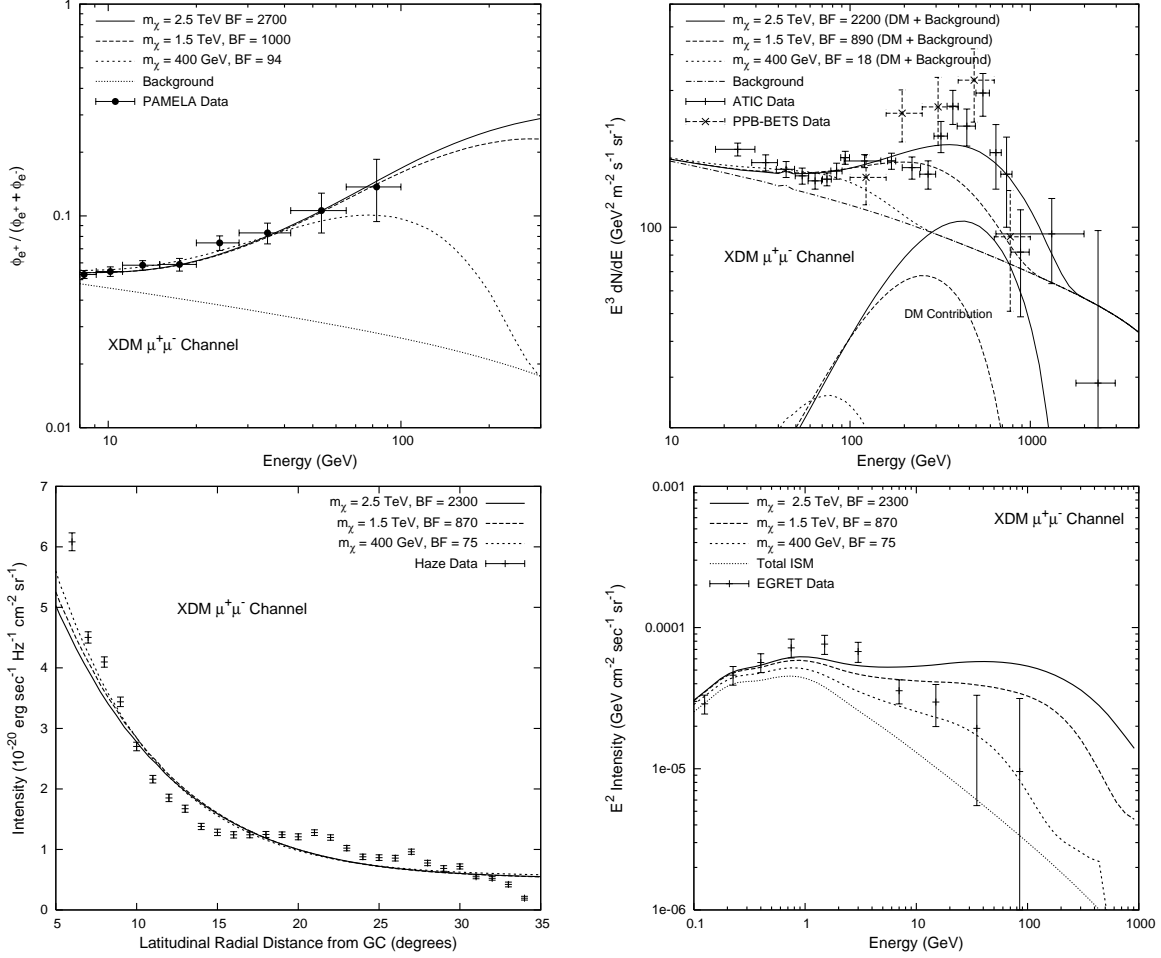 m_χ = 2.5 TeV BF = 2700
m_χ = 1.5 TeV, BF = 1000
m_χ = 400 GeV, BF = 94
Background
PAMELA Data
XDM μ⁺μ⁻ Channel
ϕ_e⁺ / (ϕ_e⁺ + ϕ_e⁻)
1
0.1
0.01
10
100
Energy (GeV)
m_χ = 2.5 TeV, BF = 2200 (DM + Background)
m_χ = 1.5 TeV, BF = 890 (DM + Background)
m_χ = 400 GeV, BF = 18 (DM + Background)
Background
ATIC Data
PPB-BETS Data
XDM μ⁺μ⁻ Channel
DM Contribution
E³ dN/dE (GeV² m⁻² s⁻¹ sr⁻¹)
100
10
100
1000
Energy (GeV)
m_χ = 2.5 TeV, BF = 2300
m_χ = 1.5 TeV, BF = 870
m_χ = 400 GeV, BF = 75
Haze Data
XDM μ⁺μ⁻ Channel
Intensity (10⁻²⁰ erg sec⁻¹ Hz⁻¹ cm⁻² sr⁻¹)
7
6
5
4
3
2
1
0
5
10
15
20
25
30
35
Latitudinal Radial Distance from GC (degrees)
m_χ = 2.5 TeV, BF = 2300
m_χ = 1.5 TeV, BF = 870
m_χ = 400 GeV, BF = 75
Total ISM
EGRET Data
XDM μ⁺μ⁻ Channel
E² Intensity (GeV cm⁻² sec⁻¹ sr⁻¹)
0.001
0.0001
1e-05
1e-06
0.1
1
10
100
1000
Energy (GeV)